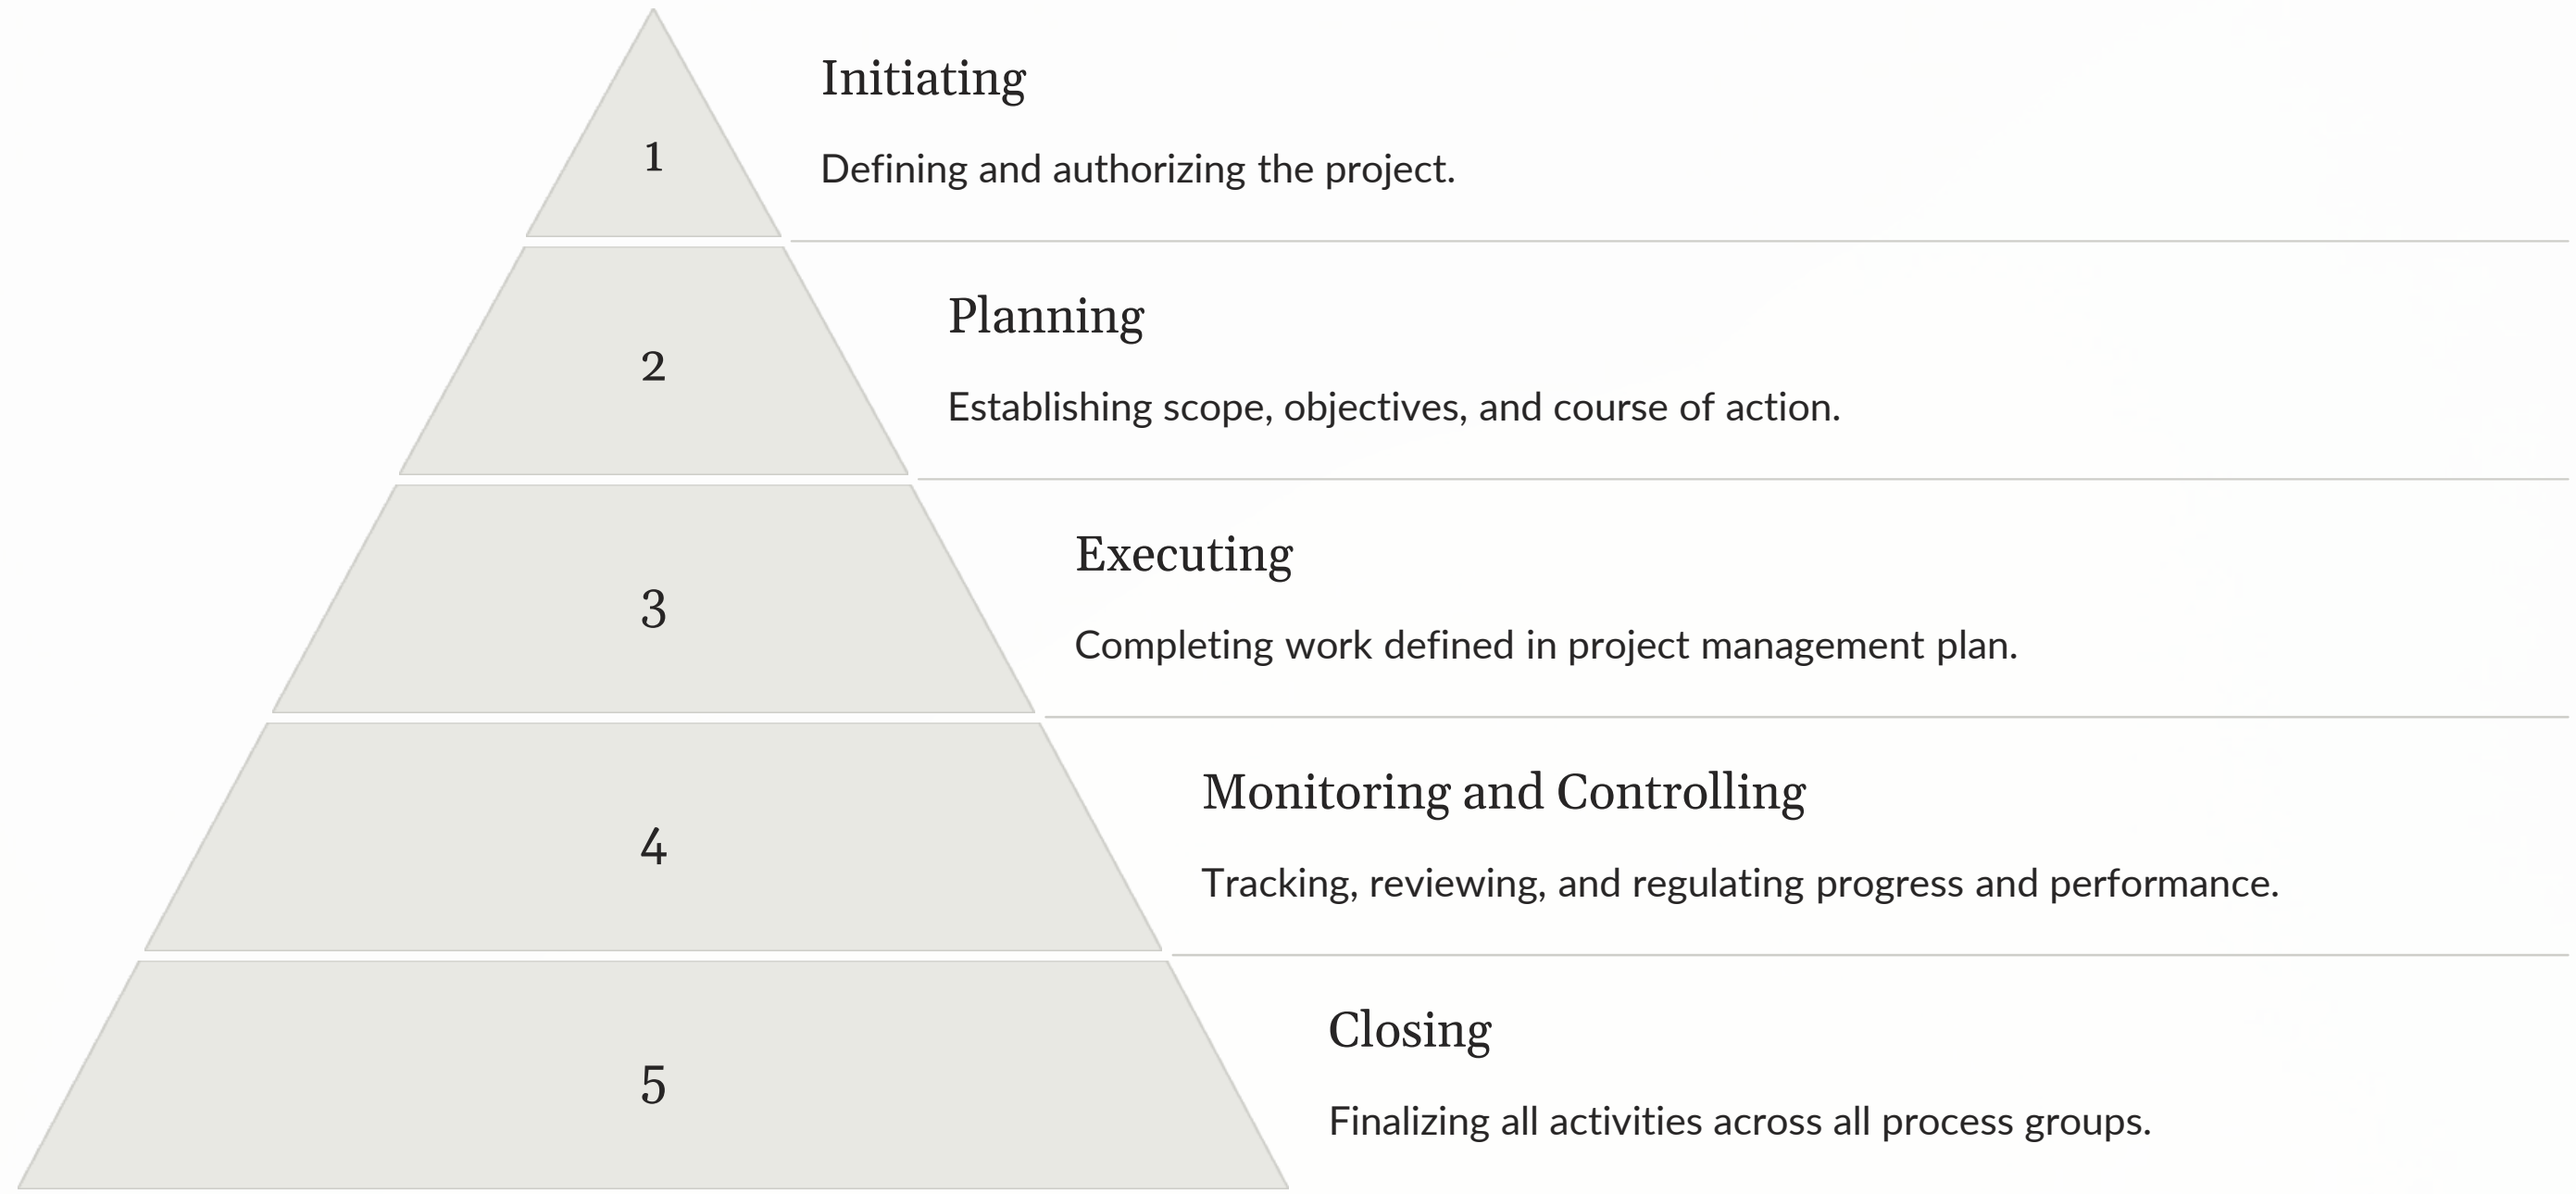 1
Initiating
Defining and authorizing the project.
2
Planning
Establishing scope, objectives, and course of action.
3
Executing
Completing work defined in project management plan.
4
Monitoring and Controlling
Tracking, reviewing, and regulating progress and performance.
5
Closing
Finalizing all activities across all process groups.